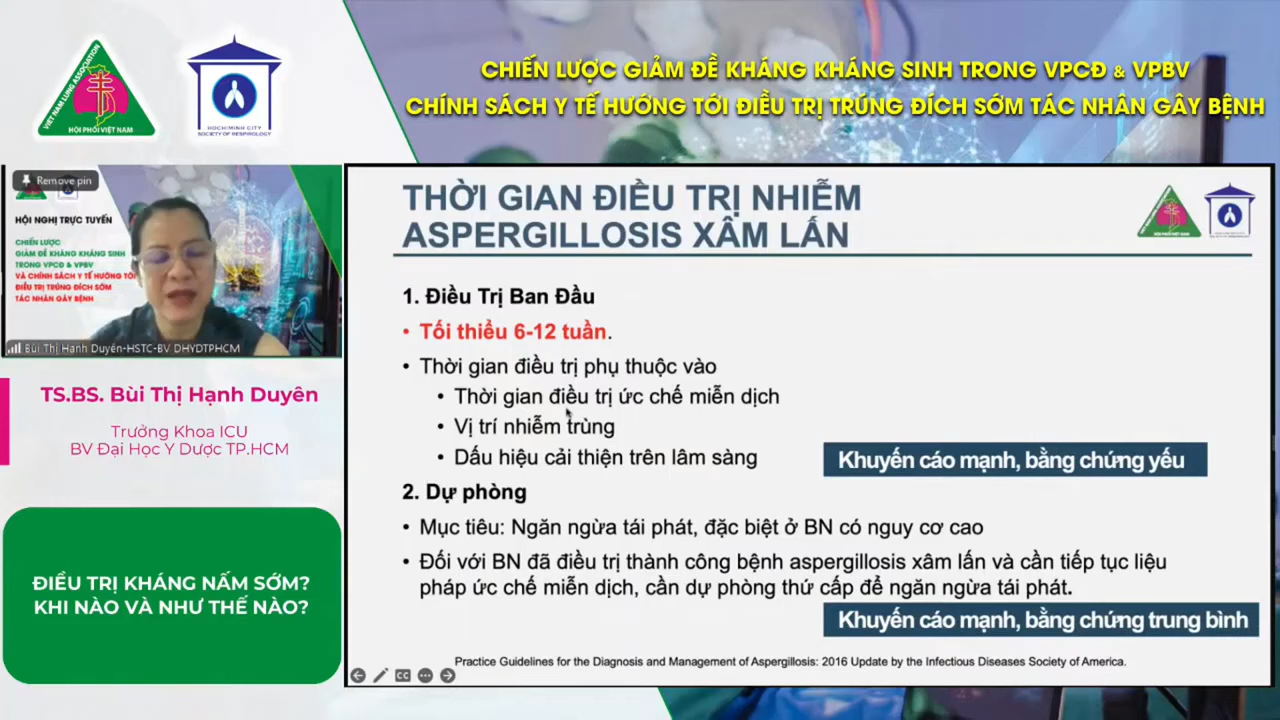 VIET NAM LUNG ASSOCIATION
HỘI PHỔI VIỆT NAM
HOCHIMINH CITY
SOCIETY OF RESPIROLOGY
CHIẾN LƯỢC GIẢM ĐỀ KHÁNG KHÁNG SINH TRONG VPCĐ & VPBV
CHÍNH SÁCH Y TẾ HƯỚNG TỚI ĐIỀU TRỊ TRÚNG ĐÍCH SỚM TÁC NHÂN GÂY BỆNH
Remove pin
HỘI NGHỊ TRỰC TUYẾN
CHIẾN LƯỢC
GIẢM ĐỀ KHÁNG KHÁNG SINH
TRONG VPCĐ & VPBV
VÀ CHÍNH SÁCH Y TẾ HƯỚNG TỚI
ĐIỀU TRỊ TRÚNG ĐÍCH SỚM
TÁC NHÂN GÂY BỆNH
Bùi Thị Hạnh Duyên-HSTC-BV DHYDTPHCM
TS.BS. Bùi Thị Hạnh Duyên
Trưởng Khoa ICU
BV Đại Học Y Dược TP.HCM
ĐIỀU TRỊ KHÁNG NẤM SỚM?
KHI NÀO VÀ NHƯ THẾ NÀO?
THỜI GIAN ĐIỀU TRỊ NHIỄM
ASPERGILLOSIS XÂM LẤN
HỘI PHỔI VIỆT NAM
1. Điều Trị Ban Đầu
• Tối thiểu 6-12 tuần.
• Thời gian điều trị phụ thuộc vào
• Thời gian điều trị ức chế miễn dịch
• Vị trí nhiễm trùng
• Dấu hiệu cải thiện trên lâm sàng
Khuyến cáo mạnh, bằng chứng yếu
2. Dự phòng
• Mục tiêu: Ngăn ngừa tái phát, đặc biệt ở BN có nguy cơ cao
• Đối với BN đã điều trị thành công bệnh aspergillosis xâm lấn và cần tiếp tục liệu
pháp ức chế miễn dịch, cần dự phòng thứ cấp để ngăn ngừa tái phát.
Khuyến cáo mạnh, bằng chứng trung bình
Practice Guidelines for the Diagnosis and Management of Aspergillosis: 2016 Update by the Infectious Diseases Society of America.
CC